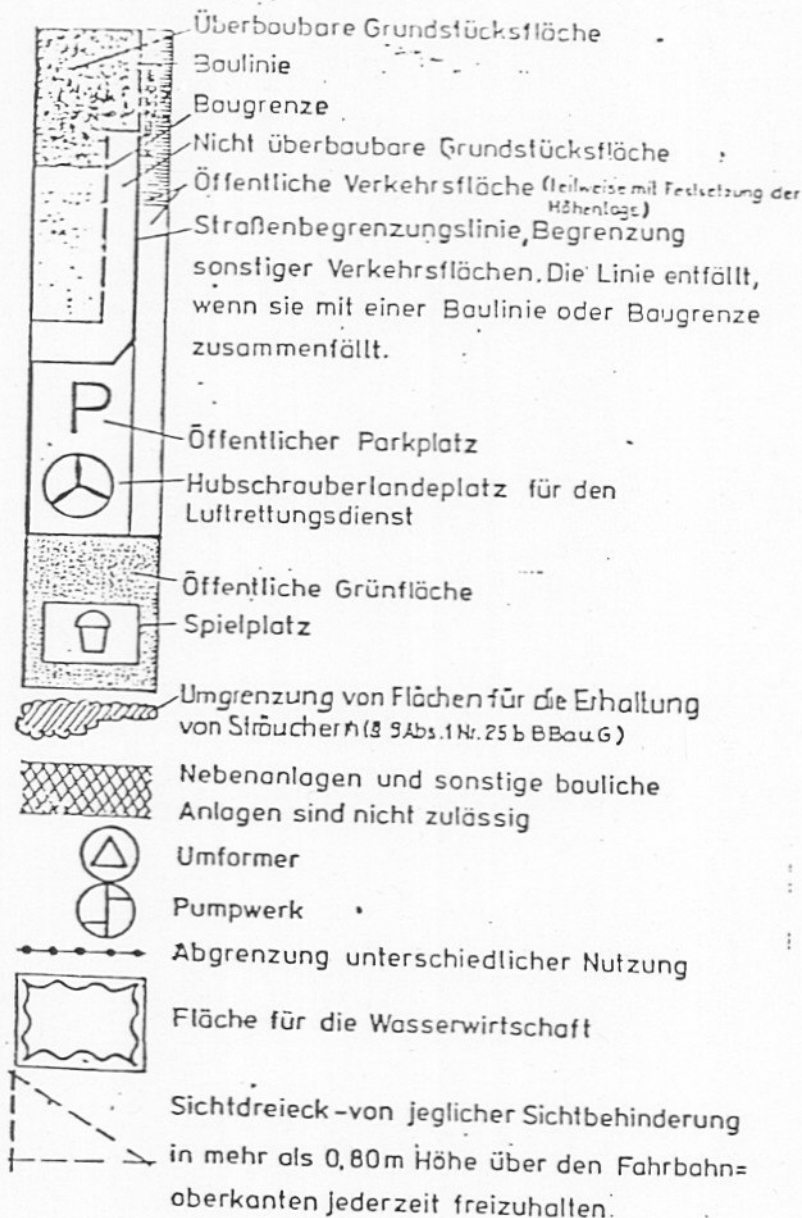 Überbaubare Grundstücksfläche
Baulinie
Baugrenze
Nicht überbaubare Grundstücksfläche
Öffentliche Verkehrsfläche (teilweise mit Festsetzung der
Höhenlage)
Straßenbegrenzungslinie, Begrenzung
sonstiger Verkehrsflächen. Die Linie entfällt,
wenn sie mit einer Baulinie oder Baugrenze
zusammenfällt.
P
Öffentlicher Parkplatz
Hubschrauberlandeplatz für den
Luftrettungsdienst
Öffentliche Grünfläche
Spielplatz
Umgrenzung von Flächen für die Erhaltung
von Sträuchern (§ 9 Abs. 1 Nr. 25 b BBauG)
Nebenanlagen und sonstige bauliche
Anlagen sind nicht zulässig
Umformer
Pumpwerk
Abgrenzung unterschiedlicher Nutzung
Fläche für die Wasserwirtschaft
Sichtdreieck - von jeglicher Sichtbehinderung
in mehr als 0,80 m Höhe über den Fahrbahn=
oberkanten jederzeit freizuhalten.